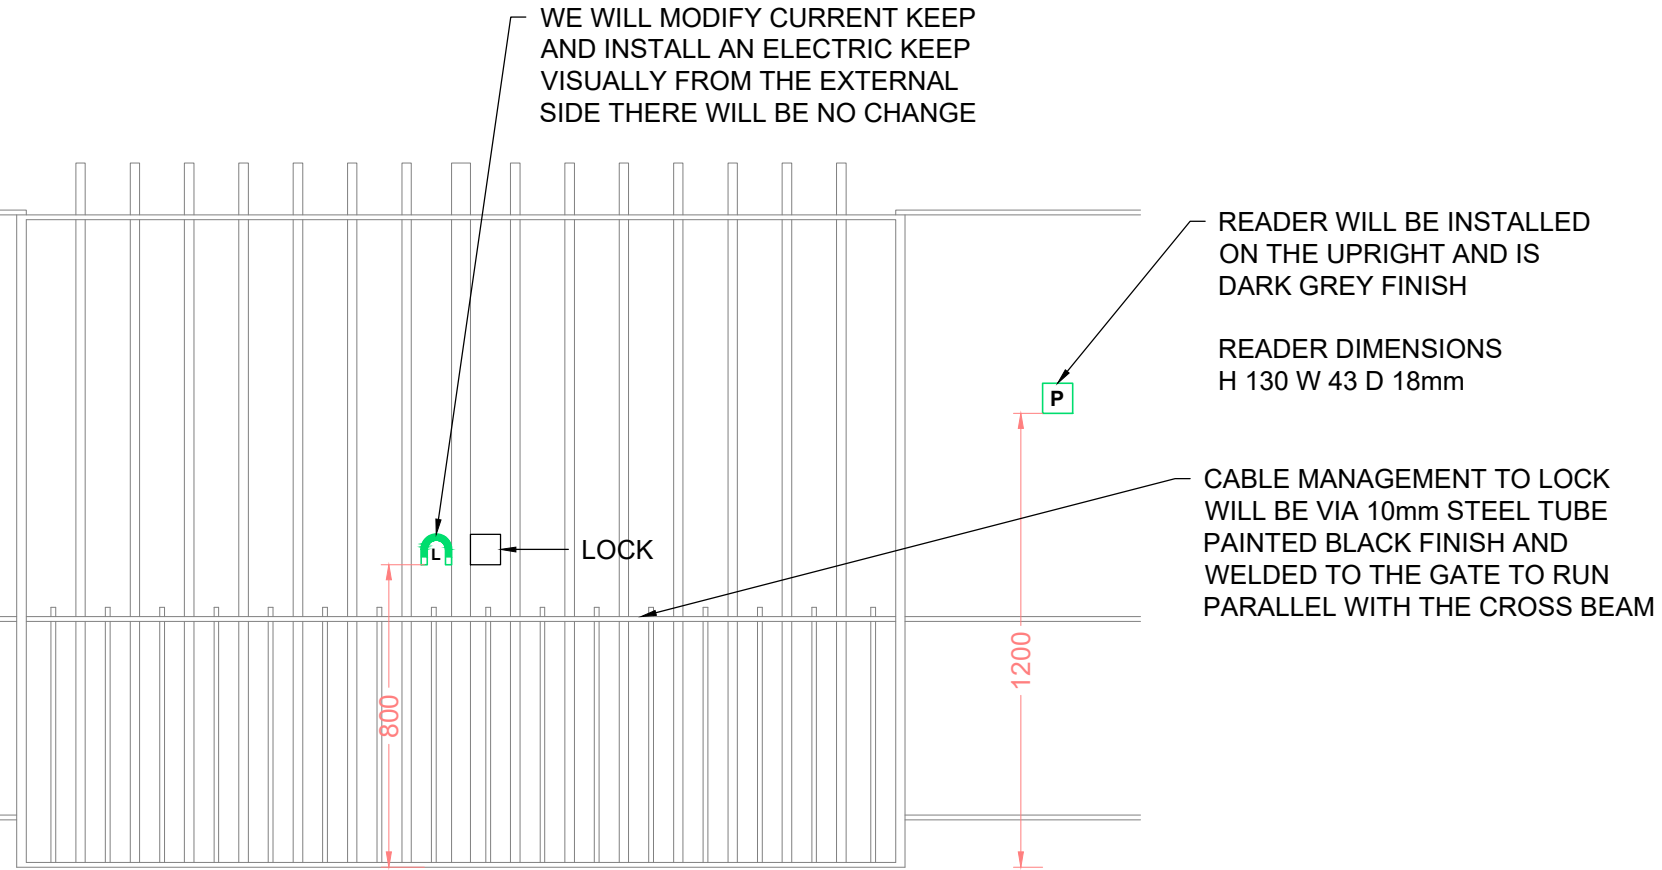 WE WILL MODIFY CURRENT KEEP
AND INSTALL AN ELECTRIC KEEP
VISUALLY FROM THE EXTERNAL
SIDE THERE WILL BE NO CHANGE
READER WILL BE INSTALLED
ON THE UPRIGHT AND IS
DARK GREY FINISH
READER DIMENSIONS
H 130 W 43 D 18mm
P
CABLE MANAGEMENT TO LOCK
WILL BE VIA 10mm STEEL TUBE
PAINTED BLACK FINISH AND
WELDED TO THE GATE TO RUN
PARALLEL WITH THE CROSS BEAM
L
LOCK
800
1200